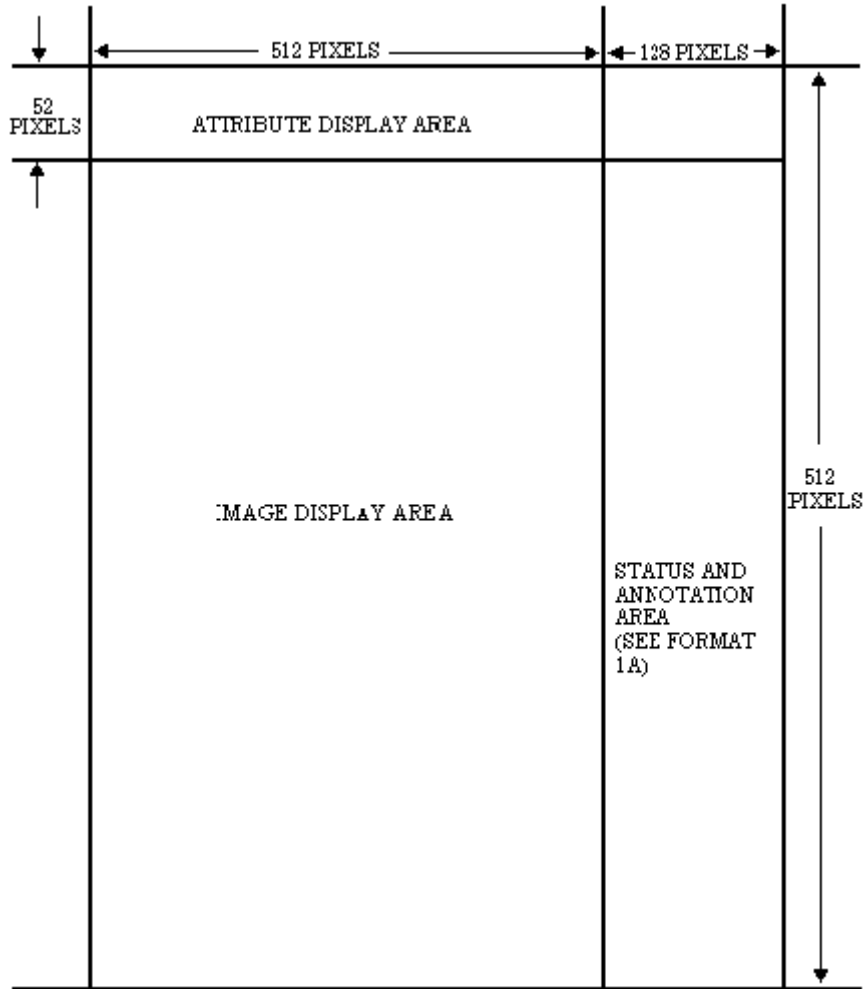 512 PIXELS
128 PIXELS
52
PIXELS
ATTRIBUTE DISPLAY AREA
512
PIXELS
IMAGE DISPLAY AREA
STATUS AND
ANNOTATION
AREA
(SEE FORMAT
1A)